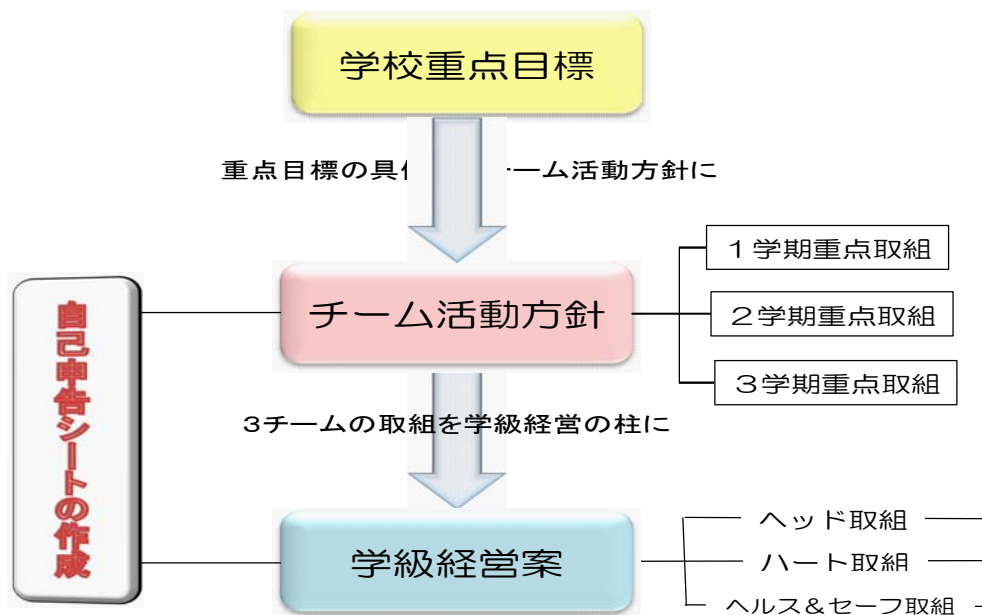 学校重点目標
重点目標の具 ーム活動方針に
1学期重点取組
チーム活動方針
2学期重点取組
3学期重点取組
自己申告シートの作成
3チームの取組を学級経営の柱に
ヘッド取組
学級経営案
ハート取組
ヘルス&セーフ取組